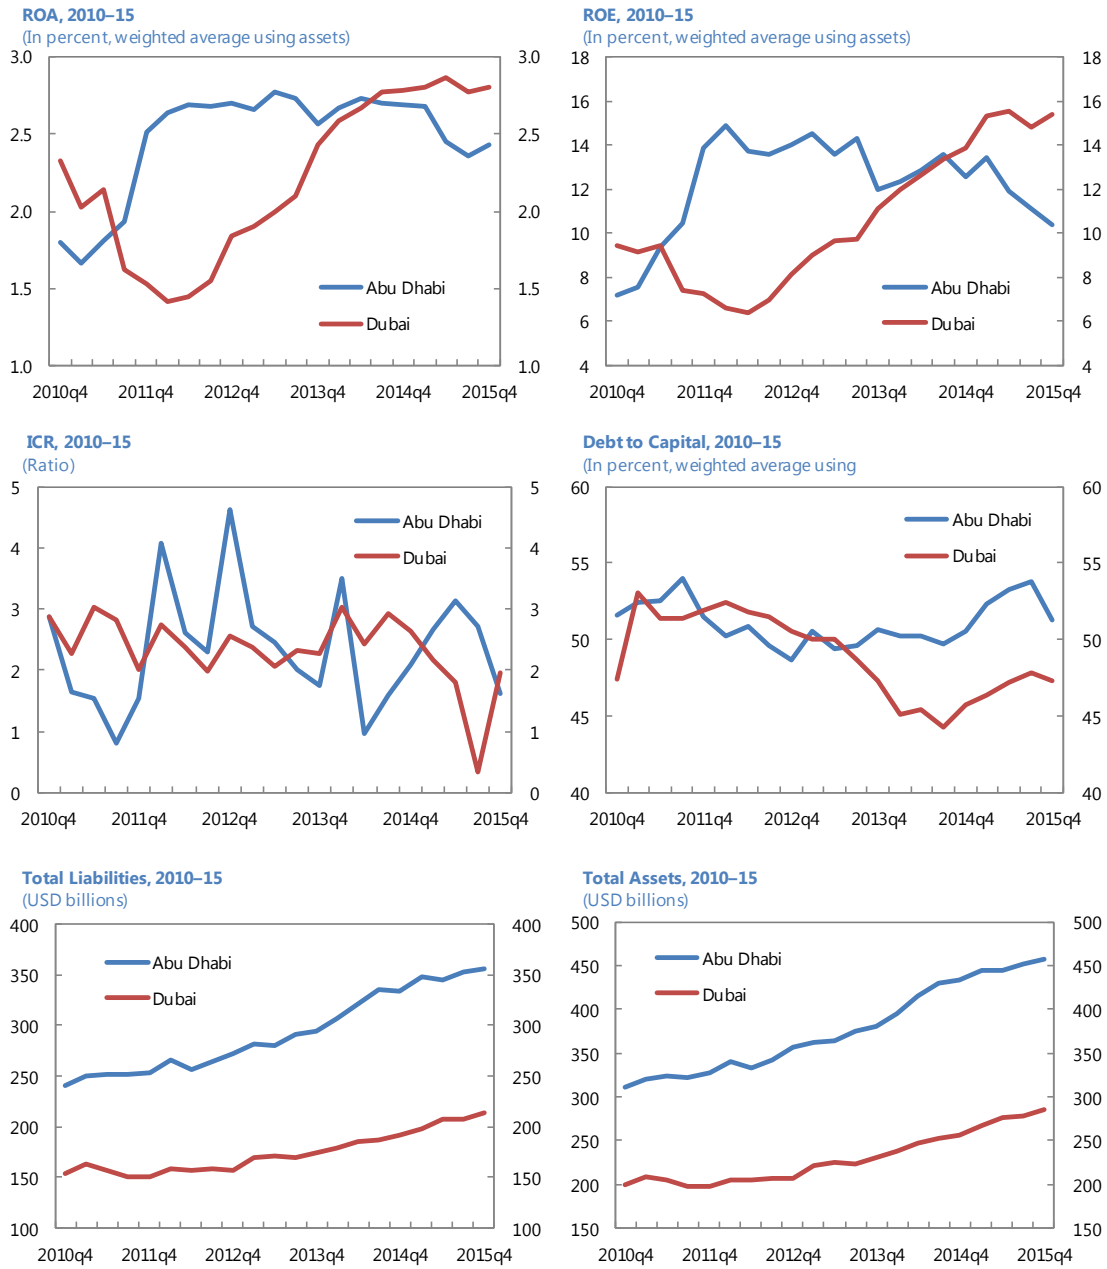 ROA, 2010–15
(In percent, weighted average using assets)
3.0
2.5
2.0
1.5
1.0
3.0
2.5
2.0
1.5
1.0
Abu Dhabi
Dubai
2010q4 2011q4 2012q4 2013q4 2014q4 2015q4
ROE, 2010–15
(In percent, weighted average using assets)
18
16
14
12
10
8
6
4
18
16
14
12
10
8
6
4
Abu Dhabi
Dubai
2010q4 2011q4 2012q4 2013q4 2014q4 2015q4
ICR, 2010–15
(Ratio)
5
4
3
2
1
0
5
4
3
2
1
0
Abu Dhabi
Dubai
2010q4 2011q4 2012q4 2013q4 2014q4 2015q4
Debt to Capital, 2010–15
(In percent, weighted average using
60
55
50
45
40
60
55
50
45
40
Abu Dhabi
Dubai
2010q4 2011q4 2012q4 2013q4 2014q4 2015q4
Total Liabilities, 2010–15
(USD billions)
400
350
300
250
200
150
100
400
350
300
250
200
150
100
Abu Dhabi
Dubai
2010q4 2011q4 2012q4 2013q4 2014q4 2015q4
Total Assets, 2010–15
(USD billions)
500
450
400
350
300
250
200
150
500
450
400
350
300
250
200
150
Abu Dhabi
Dubai
2010q4 2011q4 2012q4 2013q4 2014q4 2015q4